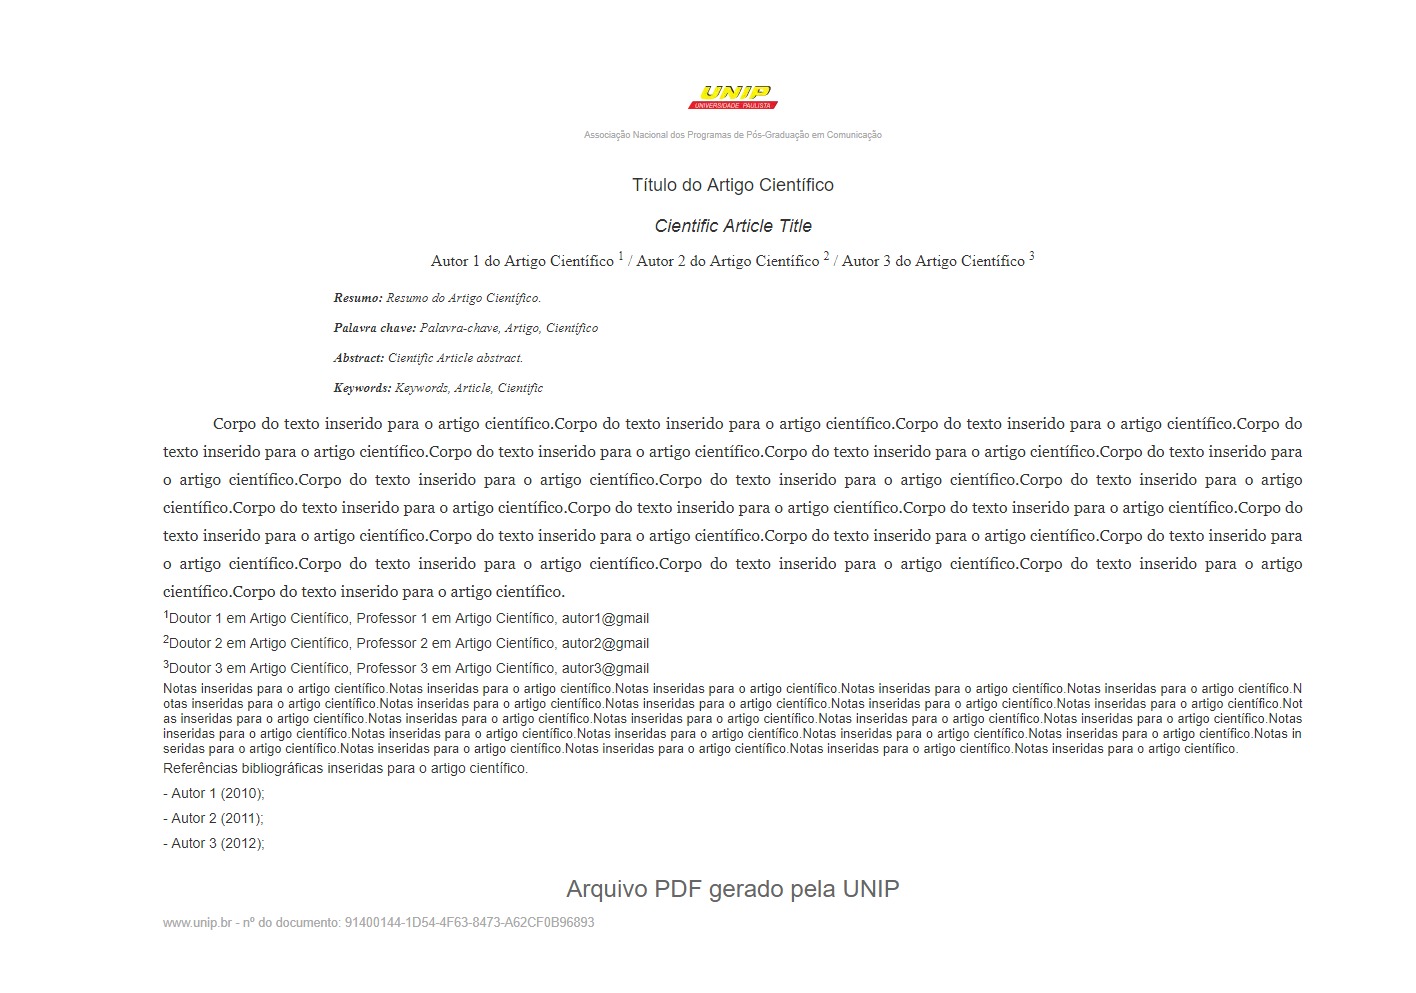 UNIP
UNIVERSIDADE PAULISTA
Associação Nacional dos Programas de Pós-Graduação em Comunicação
Título do Artigo Científico
Cientific Article Title
Autor 1 do Artigo Científico 1 / Autor 2 do Artigo Científico 2 / Autor 3 do Artigo Científico 3
Resumo: Resumo do Artigo Científico.
Palavra chave: Palavra-chave, Artigo, Científico
Abstract: Cientific Article abstract.
Keywords: Keywords, Article, Cientific
Corpo do texto inserido para o artigo científico.Corpo do texto inserido para o artigo científico.Corpo do texto inserido para o artigo científico.Corpo do
texto inserido para o artigo científico.Corpo do texto inserido para o artigo científico.Corpo do texto inserido para o artigo científico.Corpo do texto inserido para
o artigo científico.Corpo do texto inserido para o artigo científico.Corpo do texto inserido para o artigo científico.Corpo do texto inserido para o artigo
científico.Corpo do texto inserido para o artigo científico.Corpo do texto inserido para o artigo científico.Corpo do texto inserido para o artigo científico.Corpo do
texto inserido para o artigo científico.Corpo do texto inserido para o artigo científico.Corpo do texto inserido para o artigo científico.Corpo do texto inserido para
o artigo científico.Corpo do texto inserido para o artigo científico.Corpo do texto inserido para o artigo científico.Corpo do texto inserido para o artigo
científico.Corpo do texto inserido para o artigo científico.
1Doutor 1 em Artigo Científico, Professor 1 em Artigo Científico, autor1@gmail
2Doutor 2 em Artigo Científico, Professor 2 em Artigo Científico, autor2@gmail
3Doutor 3 em Artigo Científico, Professor 3 em Artigo Científico, autor3@gmail
Notas inseridas para o artigo científico.Notas inseridas para o artigo científico.Notas inseridas para o artigo científico.Notas inseridas para o artigo científico.Notas inseridas para o artigo científico.N
otas inseridas para o artigo científico.Notas inseridas para o artigo científico.Notas inseridas para o artigo científico.Notas inseridas para o artigo científico.Notas inseridas para o artigo científico.Not
as inseridas para o artigo científico.Notas inseridas para o artigo científico.Notas inseridas para o artigo científico.Notas inseridas para o artigo científico.Notas inseridas para o artigo científico.Notas
inseridas para o artigo científico.Notas inseridas para o artigo científico.Notas inseridas para o artigo científico.Notas inseridas para o artigo científico.Notas inseridas para o artigo científico.Notas in
seridas para o artigo científico.Notas inseridas para o artigo científico.Notas inseridas para o artigo científico.Notas inseridas para o artigo científico.Notas inseridas para o artigo científico.
Referências bibliográficas inseridas para o artigo científico.
- Autor 1 (2010);
- Autor 2 (2011);
- Autor 3 (2012);
Arquivo PDF gerado pela UNIP
www.unip.br - nº do documento: 91400144-1D54-4F63-8473-A62CF0B96893